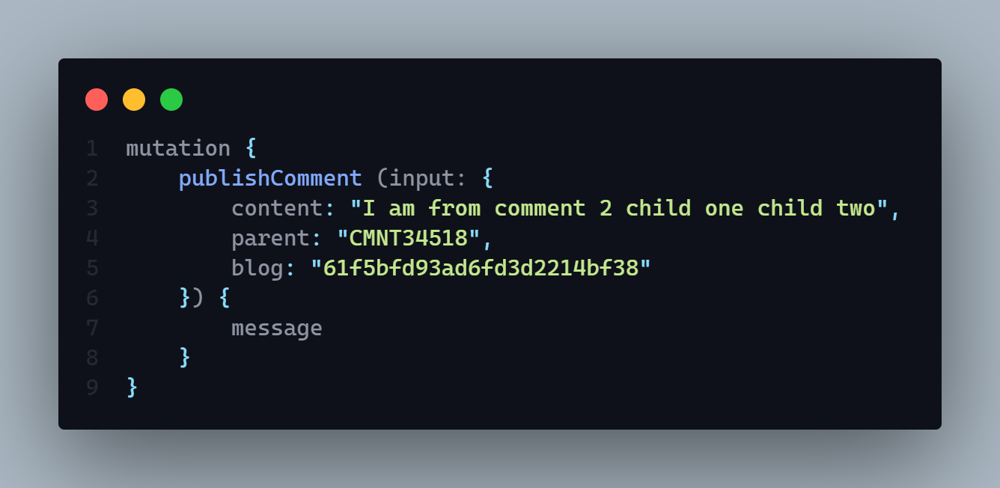 1 mutation {
2 publishComment (input: {
3 content: "I am from comment 2 child one child two",
4 parent: "CMNT34518",
5 blog: "61f5bfd93ad6fd3d2214bf38"
6 }) {
7 message
8 }
9 }